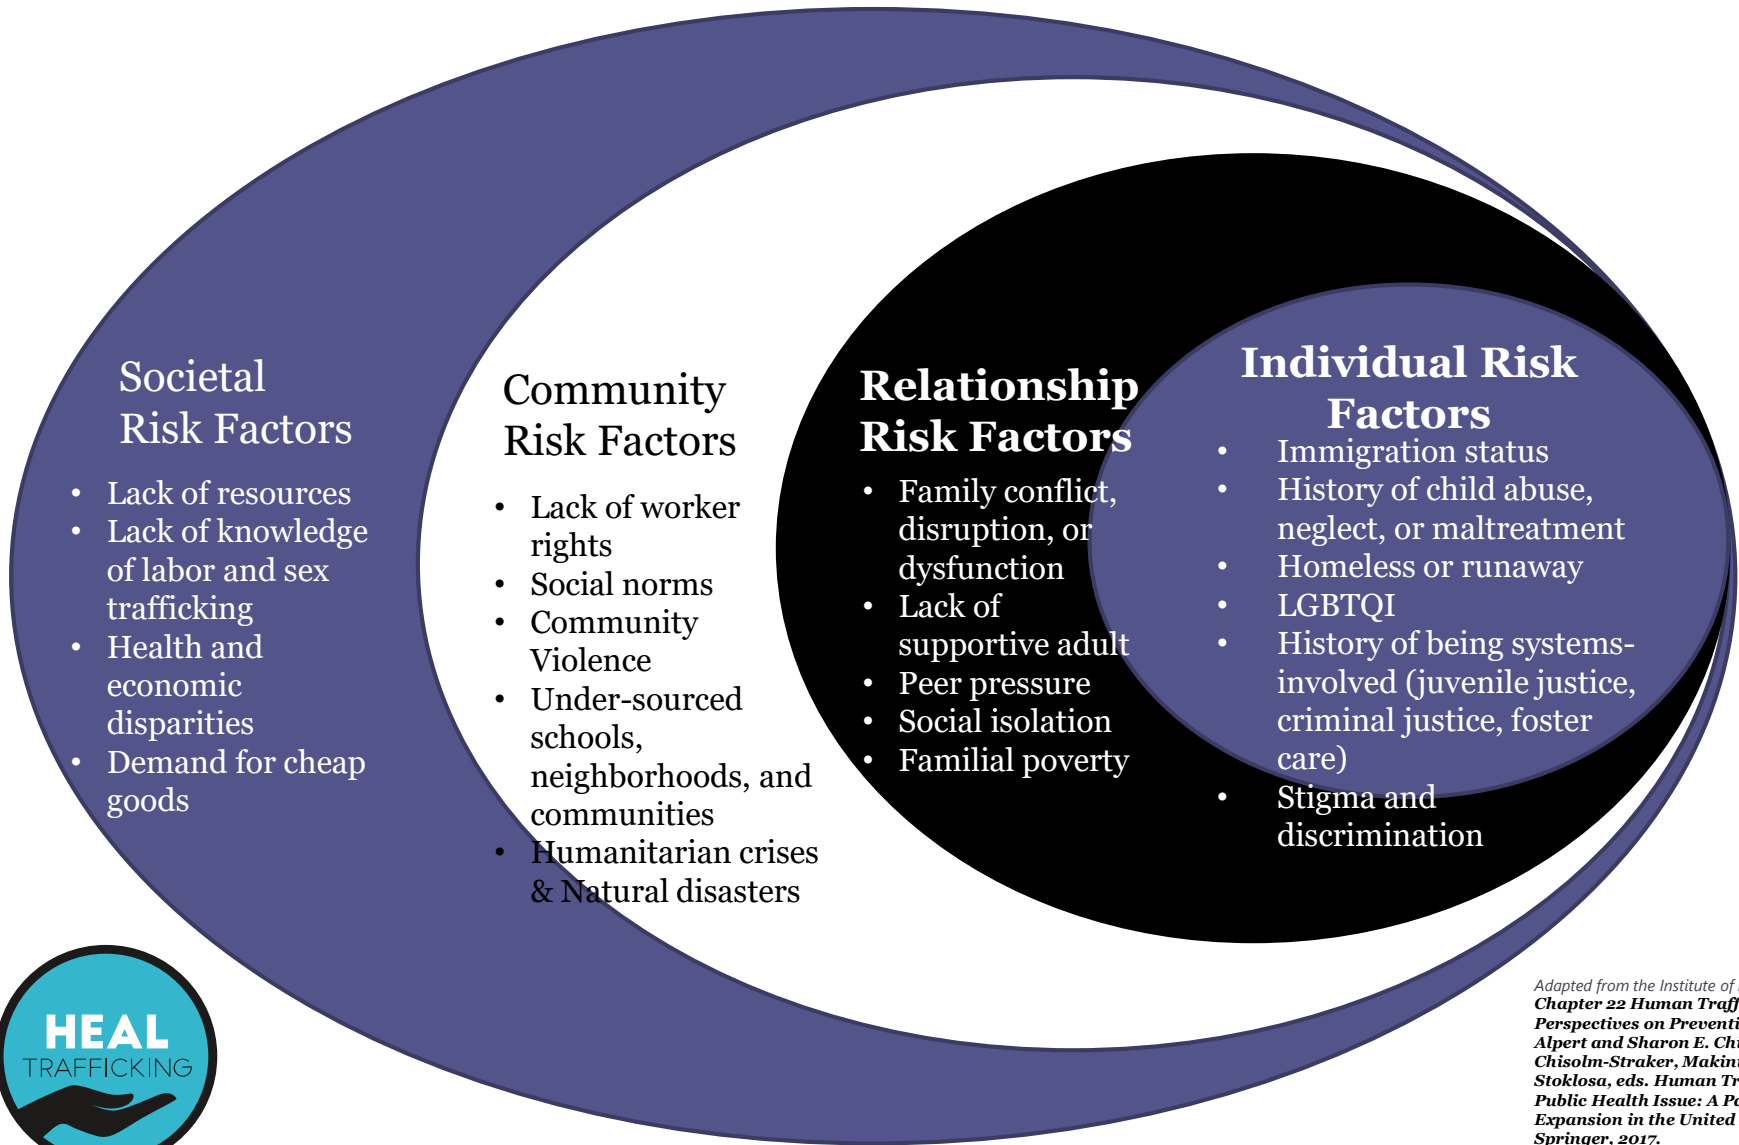 Societal
Risk Factors
• Lack of resources
• Lack of knowledge
of labor and sex
trafficking
• Health and
economic
disparities
• Demand for cheap
goods
Community
Risk Factors
• Lack of worker
rights
• Social norms
• Community
Violence
• Under-sourced
schools,
neighborhoods, and
communities
• Humanitarian crises
& Natural disasters
Relationship
Risk Factors
• Family conflict,
disruption, or
dysfunction
• Lack of
supportive adult
• Peer pressure
• Social isolation
• Familial poverty
Individual Risk
Factors
• Immigration status
• History of child abuse,
neglect, or maltreatment
• Homeless or runaway
• LGBTQI
• History of being systems-
involved (juvenile justice,
criminal justice, foster
care)
• Stigma and
discrimination
HEAL
TRAFFICKING
Adapted from the Institute of
Chapter 22 Human
Perspectives on
Alpert and Sharon E.
Chisolm-Straker,
Stoklosa, eds. Human
Public Health Issue: A
Expansion in the United
Springer, 2017.